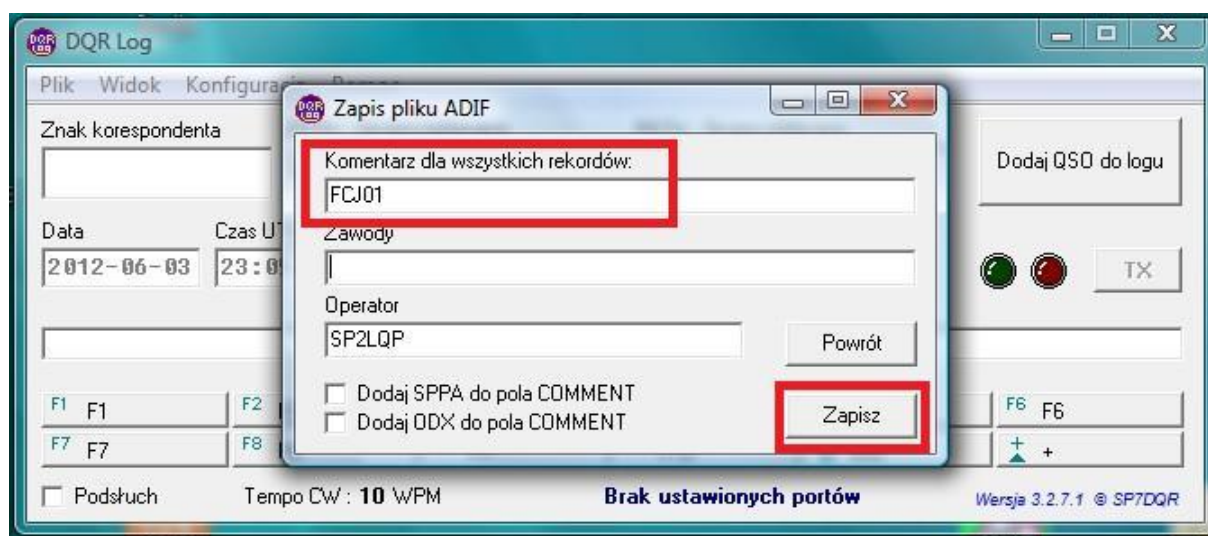 DQR Log
Plik Widok Konfiguracja Pomoc
Zapis pliku ADIF
Znak korespondenta
Komentarz dla wszystkich rekordów:
FCJ01
Dodaj QSO do logu
Data Czas UT
Zawody
2012-06-03 23:0
TX
Operator
SP2LQP
Powrót
Dodaj SPPA do pola COMMENT
Dodaj ODX do pola COMMENT
Zapisz
F1 F1 F2 F6 F6
F7 F7 F8 + +
Podsłuch Tempo CW : 10 WPM Brak ustawionych portów Wersja 3.2.7.1 © SP7DQR